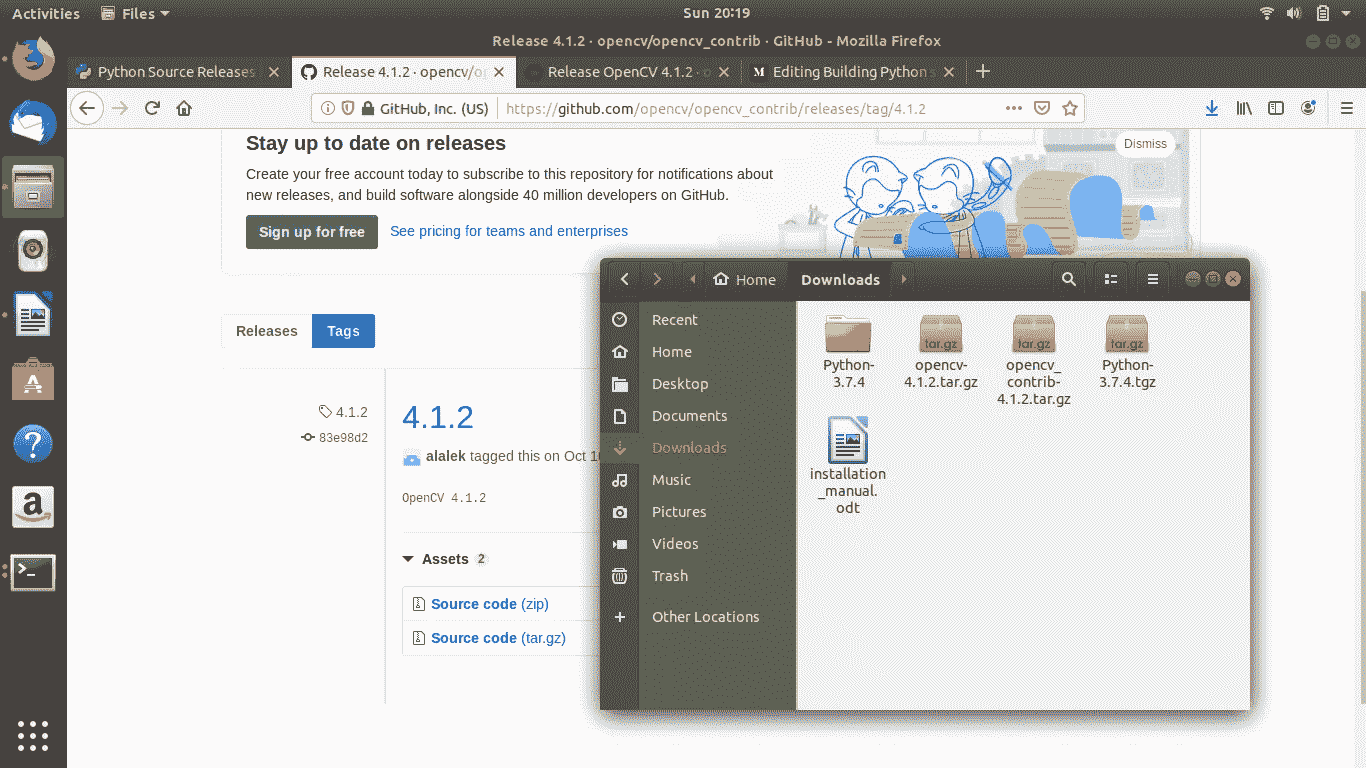 Activities
Files
Sun 20:19
Release 4.1.2 · opencv/opencv_contrib · GitHub - Mozilla Firefox
Python Source Releases
Release 4.1.2 · opencv/op
Release OpenCV 4.1.2 · o
M Editing Building Python s
GitHub, Inc. (US)
https://github.com/opencv/opencv_contrib/releases/tag/4.1.2
Stay up to date on releases
Dismiss
Create your free account today to subscribe to this repository for notifications about
new releases, and build software alongside 40 million developers on GitHub.
Sign up for free
See pricing for teams and enterprises
Releases
Tags
4.1.2
83e98d2
4.1.2
alalek tagged this on Oct 1
OpenCV 4.1.2
Assets 2
Source code (zip)
Source code (tar.gz)
Home
Downloads
Recent
Home
Desktop
Documents
Downloads
Music
Pictures
Videos
Trash
Other Locations
Python-
3.7.4
tar.gz
opencv-
4.1.2.tar.gz
tar.gz
opencv_
contrib-
4.1.2.tar.gz
tar.gz
Python-
3.7.4.tgz
installation
_manual.
odt